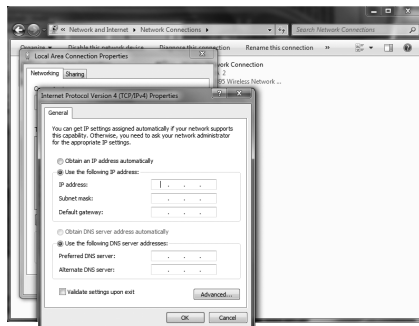 « Network and Internet ▸ Network Connections ▸
Search Network Connections
Organize Disable this network device Diagnose this connection Rename this connection »
Local Area Connection Properties
work Connection
2
Networking Sharing
95 Wireless Network ...
Internet Protocol Version 4 (TCP/IPv4) Properties
General
You can get IP settings assigned automatically if your network supports
this capability. Otherwise, you need to ask your network administrator
for the appropriate IP settings.
Obtain an IP address automatically
Use the following IP address:
IP address:
Subnet mask:
Default gateway:
Obtain DNS server address automatically
Use the following DNS server addresses:
Preferred DNS server:
Alternate DNS server:
Validate settings upon exit
Advanced...
OK Cancel